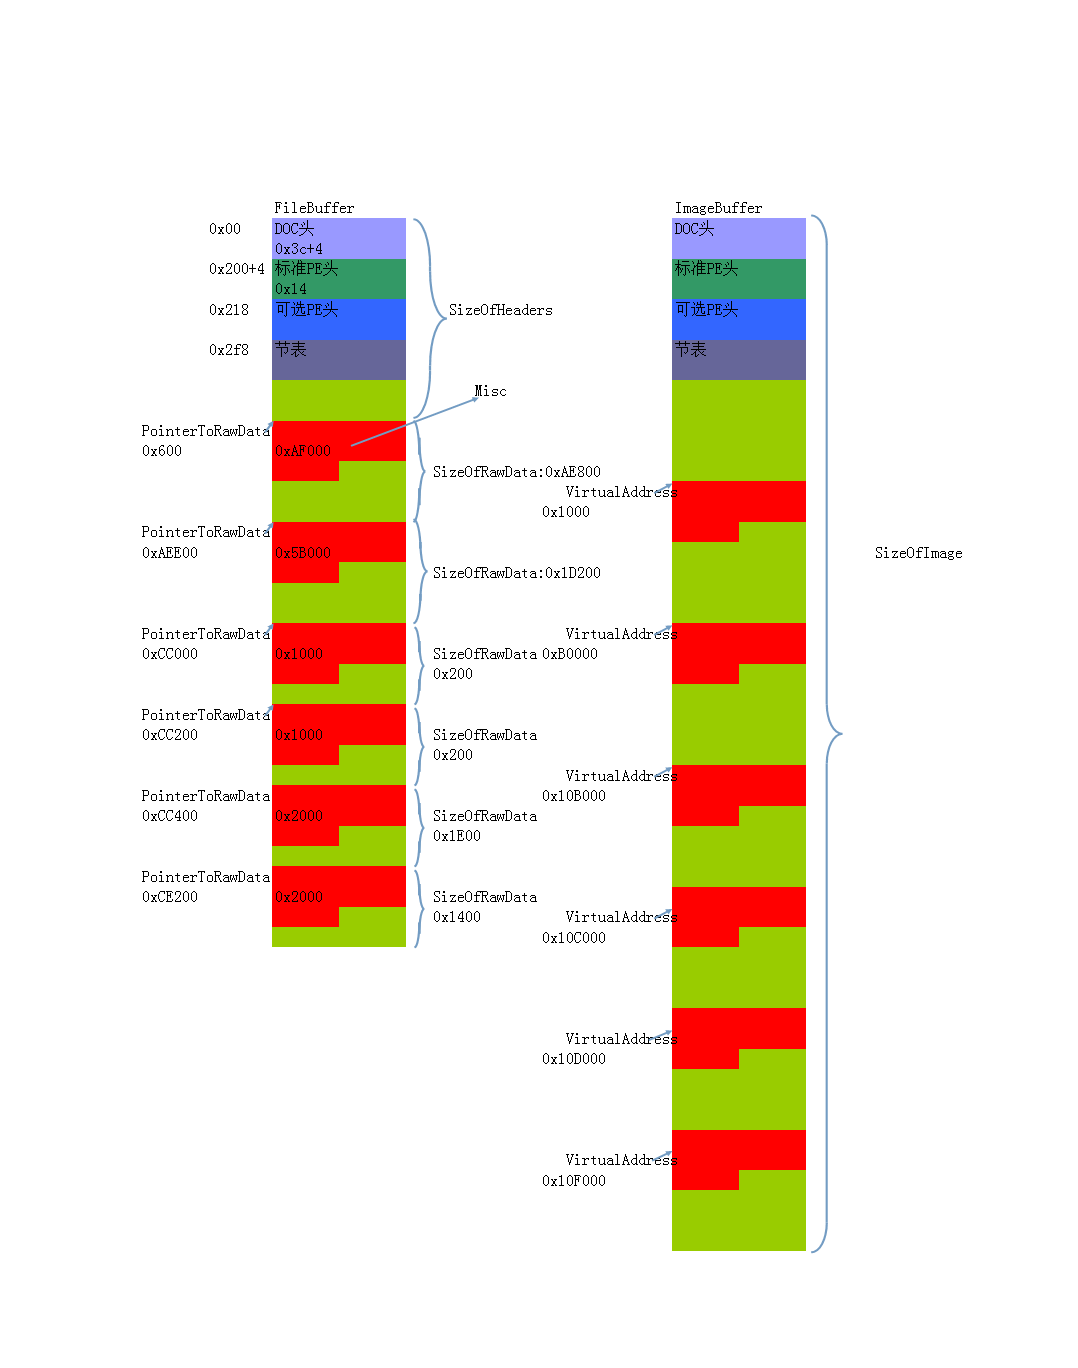 FileBuffer
ImageBuffer
0x00
DOC头
0x3c+4
DOC头
0x200+4
标准PE头
0x14
标准PE头
0x218
可选PE头
SizeOfHeaders
可选PE头
0x2f8
节表
节表
Misc
PointerToRawData
0x600
0xAF000
SizeOfRawData:0xAE800
VirtualAddress
0x1000
PointerToRawData
0xAEE00
0x5B000
SizeOfImage
SizeOfRawData:0x1D200
PointerToRawData
0xCC000
0x1000
VirtualAddress
SizeOfRawData
0xB0000
0x200
PointerToRawData
0xCC200
0x1000
SizeOfRawData
0x200
VirtualAddress
0x10B000
PointerToRawData
0xCC400
0x2000
SizeOfRawData
0x1E00
PointerToRawData
0xCE200
0x2000
SizeOfRawData
0x1400
VirtualAddress
0x10C000
VirtualAddress
0x10D000
VirtualAddress
0x10F000